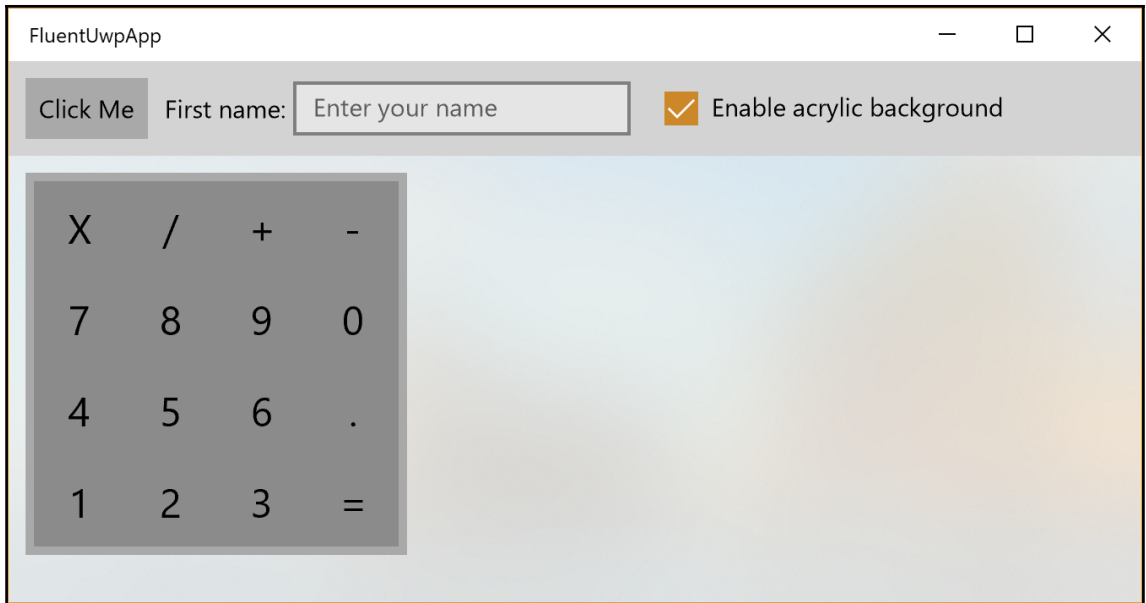 FluentUwpApp
Click Me First name: Enter your name Enable acrylic background
X / + -
7 8 9 0
4 5 6 .
1 2 3 =